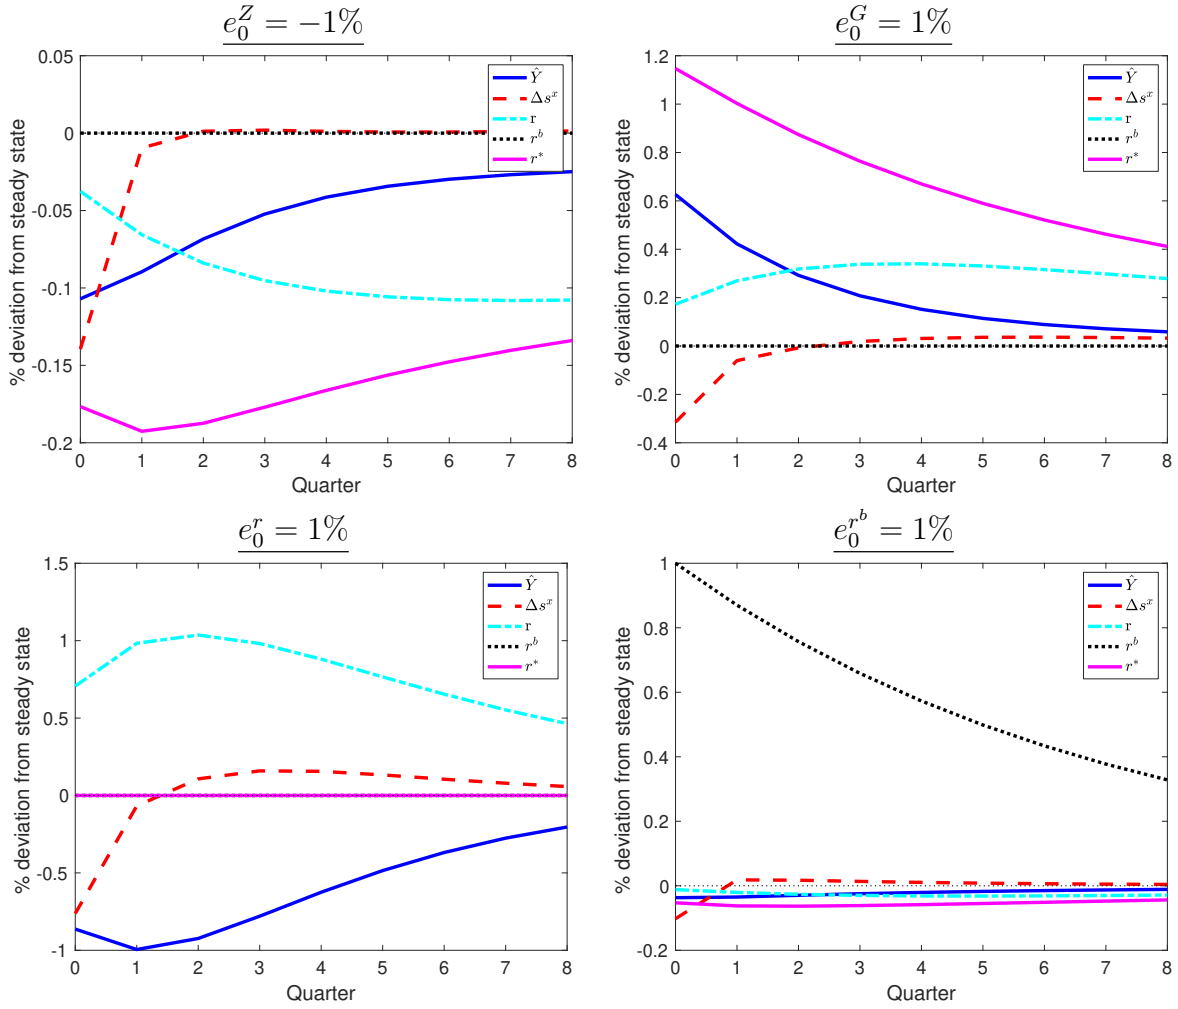 e_0^Z = −1%
% deviation from steady state
0.05
0
-0.05
-0.1
-0.15
-0.2
Ŷ
Δs^x
r
r^b
r^*
0 1 2 3 4 5 6 7 8
Quarter
e_0^G = 1%
% deviation from steady state
1.2
1
0.8
0.6
0.4
0.2
0
-0.2
-0.4
Ŷ
Δs^x
r
r^b
r^*
0 1 2 3 4 5 6 7 8
Quarter
e_0^r = 1%
% deviation from steady state
1.5
1
0.5
0
-0.5
-1
Ŷ
Δs^x
r
r^b
r^*
0 1 2 3 4 5 6 7 8
Quarter
e_0^{r^b} = 1%
% deviation from steady state
1
0.8
0.6
0.4
0.2
0
-0.2
Ŷ
Δs^x
r
r^b
r^*
0 1 2 3 4 5 6 7 8
Quarter